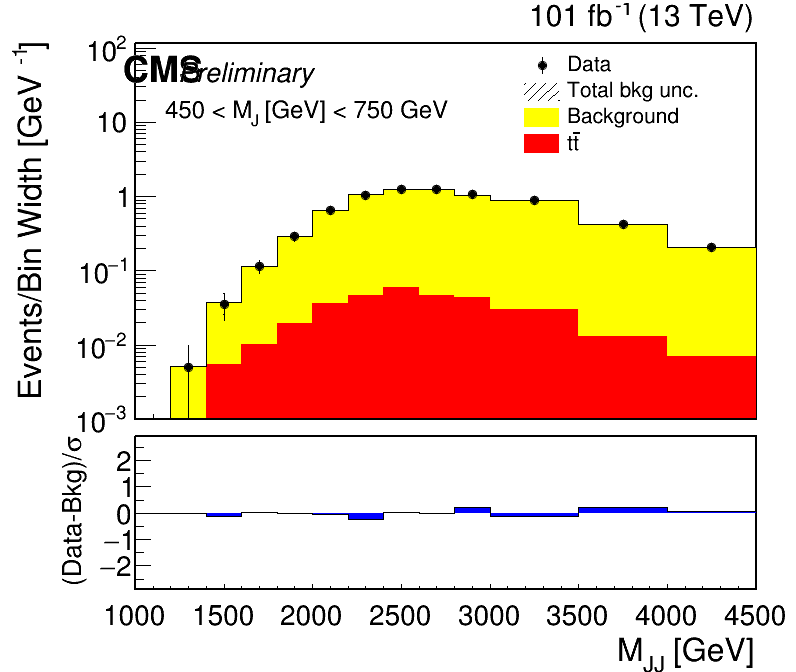 101 fb⁻¹ (13 TeV)
CMS Preliminary
450 < M_J [GeV] < 750 GeV
Data
Total bkg unc.
Background
tt̄
Events/Bin Width [GeV⁻¹]
10²
10
1
10⁻¹
10⁻²
10⁻³
(Data-Bkg)/σ
2
1
0
−1
−2
1000 1500 2000 2500 3000 3500 4000 4500
M_JJ [GeV]